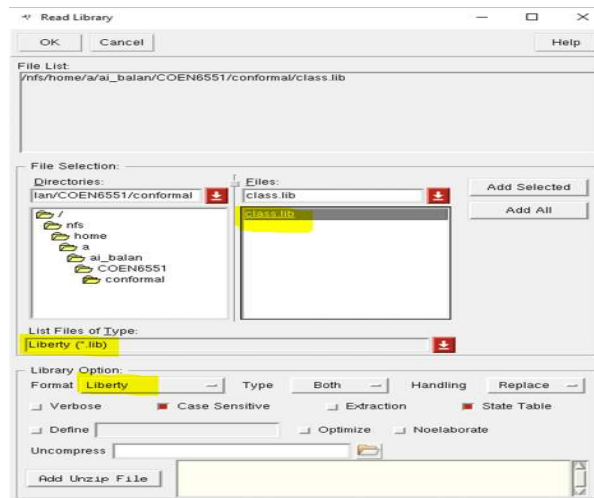 Read Library
OK Cancel Help
File List:
/nfs/home/a/ai_balan/COEN6551/conformal/class.lib
File Selection:
Directories: Files:
lan/COEN6551/conformal class.lib Add Selected
/ class.lib Add All
nfs
home
a
ai_balan
COEN6551
conformal
List Files of Type:
Liberty (*.lib)
Library Option:
Format Liberty Type Both Handling Replace
Verbose Case Sensitive Extraction State Table
Define Optimize Noelaborate
Uncompress
Add Unzip File